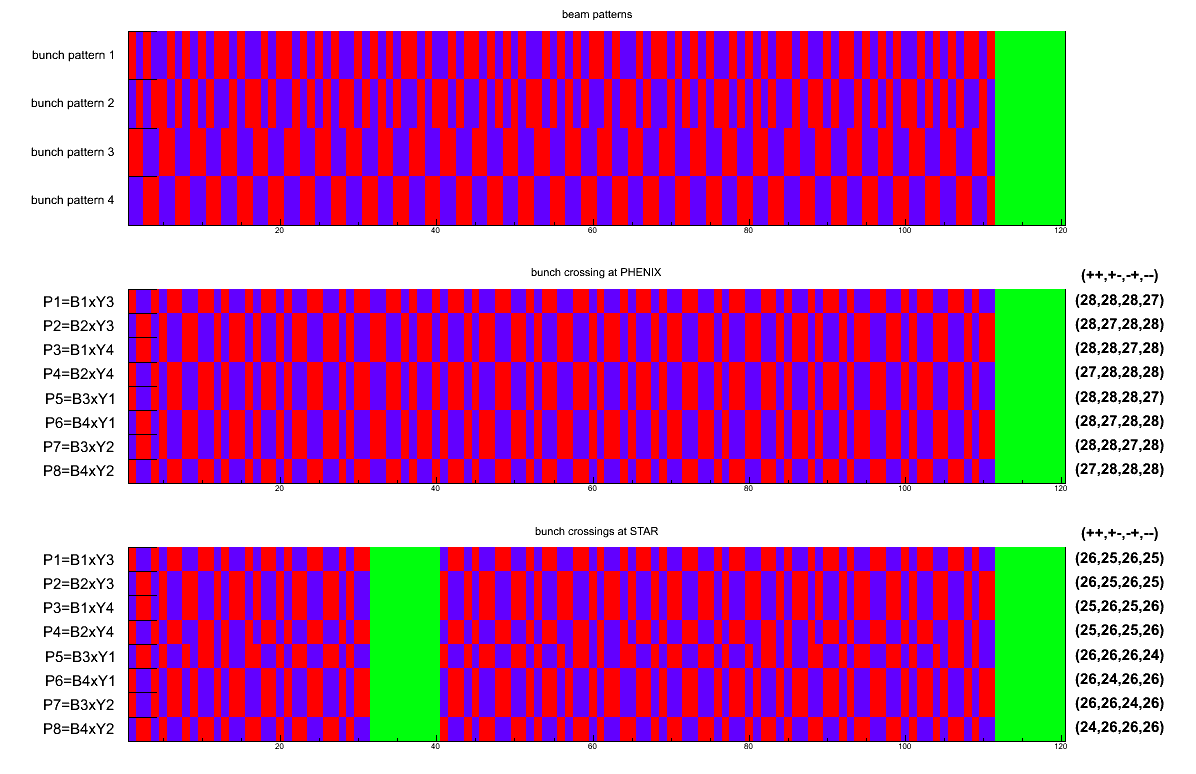 beam patterns
bunch pattern 1
bunch pattern 2
bunch pattern 3
bunch pattern 4
20 40 60 80 100 120
bunch crossing at PHENIX
(++,+-,-+,--)
P1=B1xY3 (28,28,28,27)
P2=B2xY3 (28,27,28,28)
P3=B1xY4 (28,28,27,28)
P4=B2xY4 (27,28,28,28)
P5=B3xY1 (28,28,28,27)
P6=B4xY1 (28,27,28,28)
P7=B3xY2 (28,28,27,28)
P8=B4xY2 (27,28,28,28)
20 40 60 80 100 120
bunch crossings at STAR
(++,+-,-+,--)
P1=B1xY3 (26,25,26,25)
P2=B2xY3 (26,25,26,25)
P3=B1xY4 (25,26,25,26)
P4=B2xY4 (25,26,25,26)
P5=B3xY1 (26,26,26,24)
P6=B4xY1 (26,24,26,26)
P7=B3xY2 (26,26,24,26)
P8=B4xY2 (24,26,26,26)
20 40 60 80 100 120